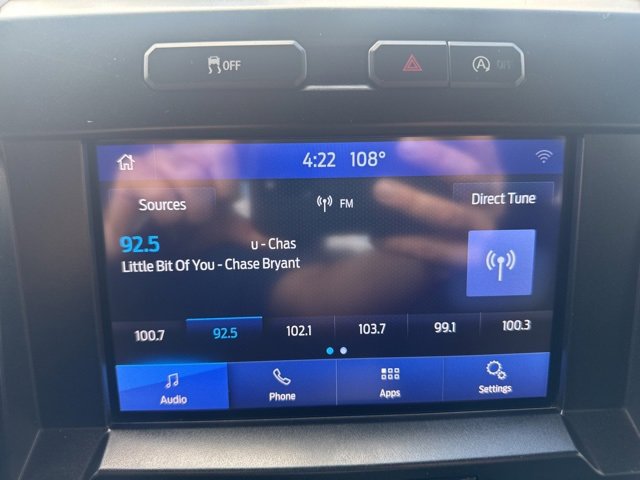 OFF
A OFF
4:22 108°
Sources FM Direct Tune
92.5 u - Chas
Little Bit Of You - Chase Bryant
100.7 92.5 102.1 103.7 99.1 100.3
Audio Phone Apps Settings